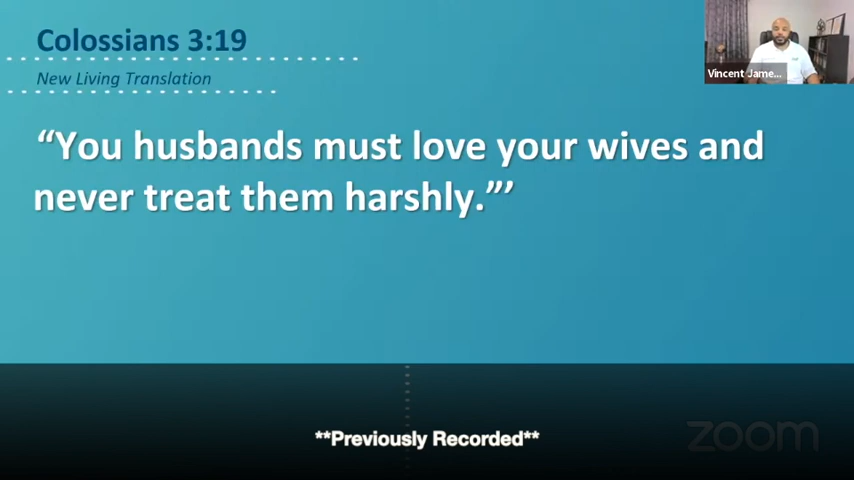 Colossians 3:19
New Living Translation
“You husbands must love your wives and
never treat them harshly.”’
Vincent Jame...
**Previously Recorded**
zoom